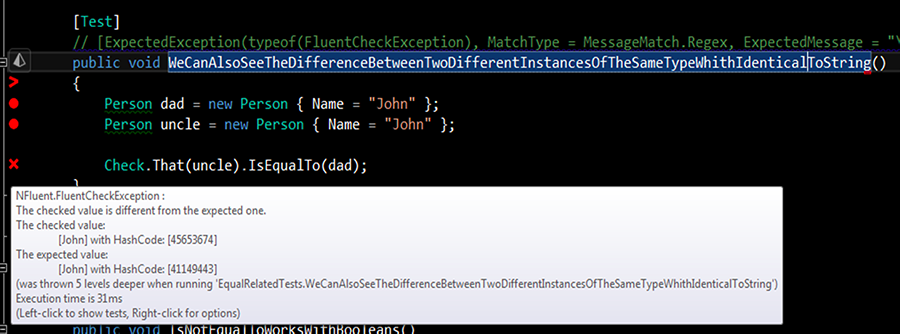 [Test]
// [ExpectedException(typeof(FluentCheckException), MatchType = MessageMatch.Regex, ExpectedMessage = "
public void WeCanAlsoSeeTheDifferenceBetweenTwoDifferentInstancesOfTheSameTypeWhithIdenticalToString()
{
Person dad = new Person { Name = "John" };
Person uncle = new Person { Name = "John" };
Check.That(uncle).IsEqualTo(dad);
}
NFluent.FluentCheckException :
The checked value is different from the expected one.
The checked value:
[John] with HashCode: [45653674]
The expected value:
[John] with HashCode: [41149443]
(was thrown 5 levels deeper when running 'EqualRelatedTests.WeCanAlsoSeeTheDifferenceBetweenTwoDifferentInstancesOfTheSameTypeWhithIdenticalToString')
Execution time is 31ms
(Left-click to show tests, Right-click for options)
public void IsNotEqualToWorksWithBooleans()